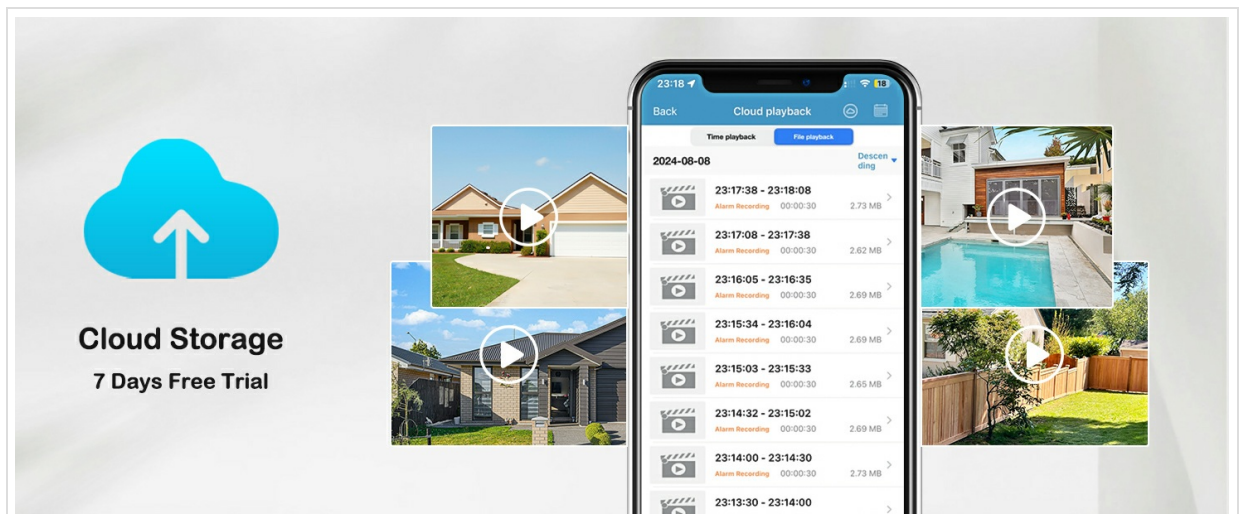 Cloud Storage
7 Days Free Trial
23:18
18
Back
Cloud playback
Time playback
File playback
2024-08-08
Descen
ding
23:17:38 - 23:18:08
Alarm Recording 00:00:30 2.73 MB
23:17:08 - 23:17:38
Alarm Recording 00:00:30 2.62 MB
23:16:05 - 23:16:35
Alarm Recording 00:00:30 2.69 MB
23:15:34 - 23:16:04
Alarm Recording 00:00:30 2.69 MB
23:15:03 - 23:15:33
Alarm Recording 00:00:30 2.65 MB
23:14:32 - 23:15:02
Alarm Recording 00:00:30 2.69 MB
23:14:00 - 23:14:30
Alarm Recording 00:00:30 2.73 MB
23:13:30 - 23:14:00